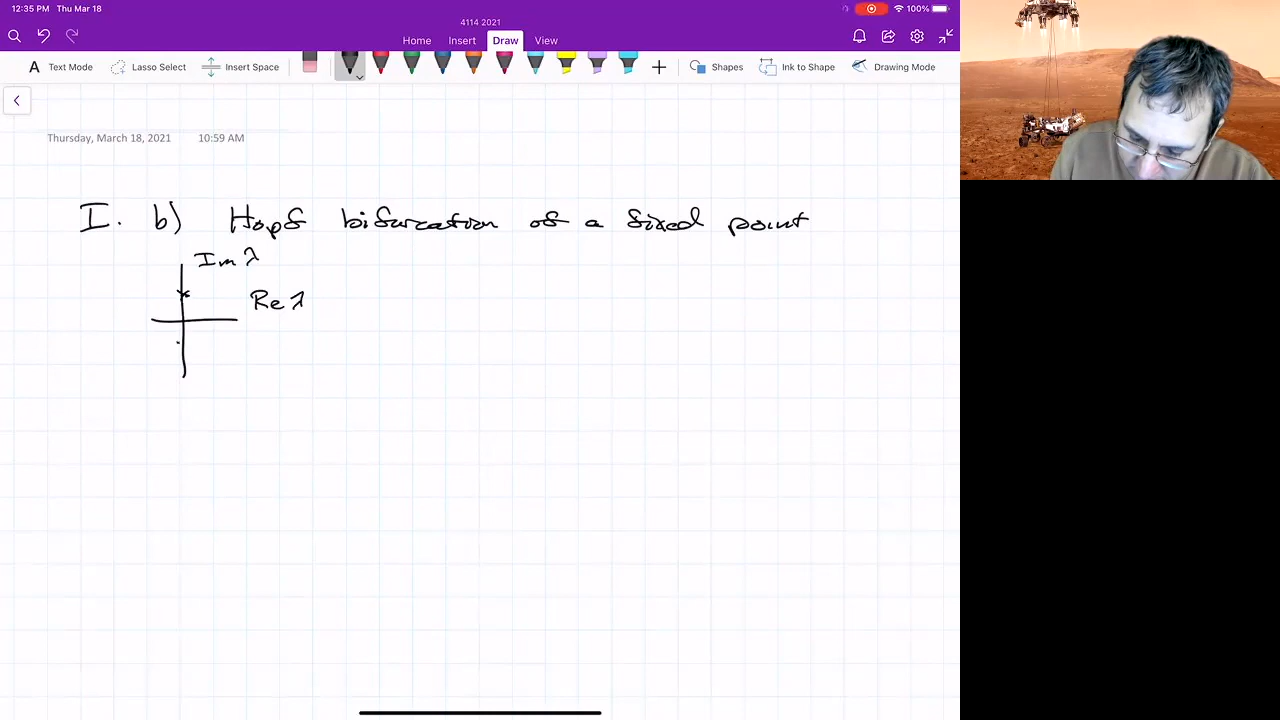 12:35 PM Thu Mar 18
100%
4114 2021
Home Insert Draw View
A Text Mode Lasso Select Insert Space Shapes Ink to Shape Drawing Mode
Thursday, March 18, 2021 10:59 AM
I. b) Hopf bifurcation of a fixed point
Im λ
Re λ